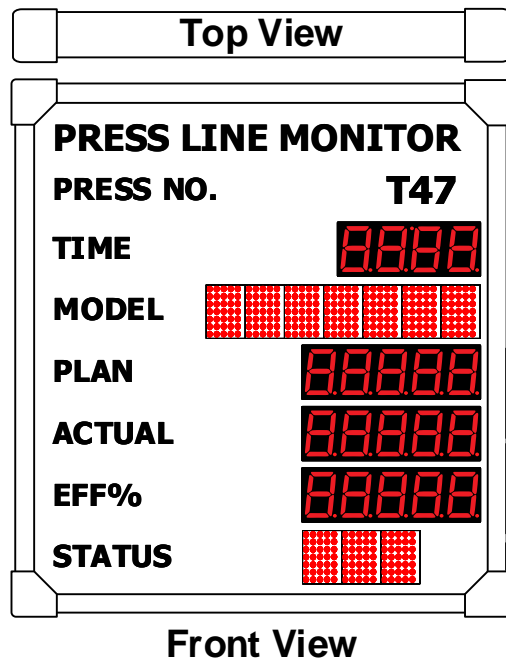 Top View
PRESS LINE MONITOR
PRESS NO. T47
TIME
MODEL
PLAN
ACTUAL
EFF%
STATUS
Front View